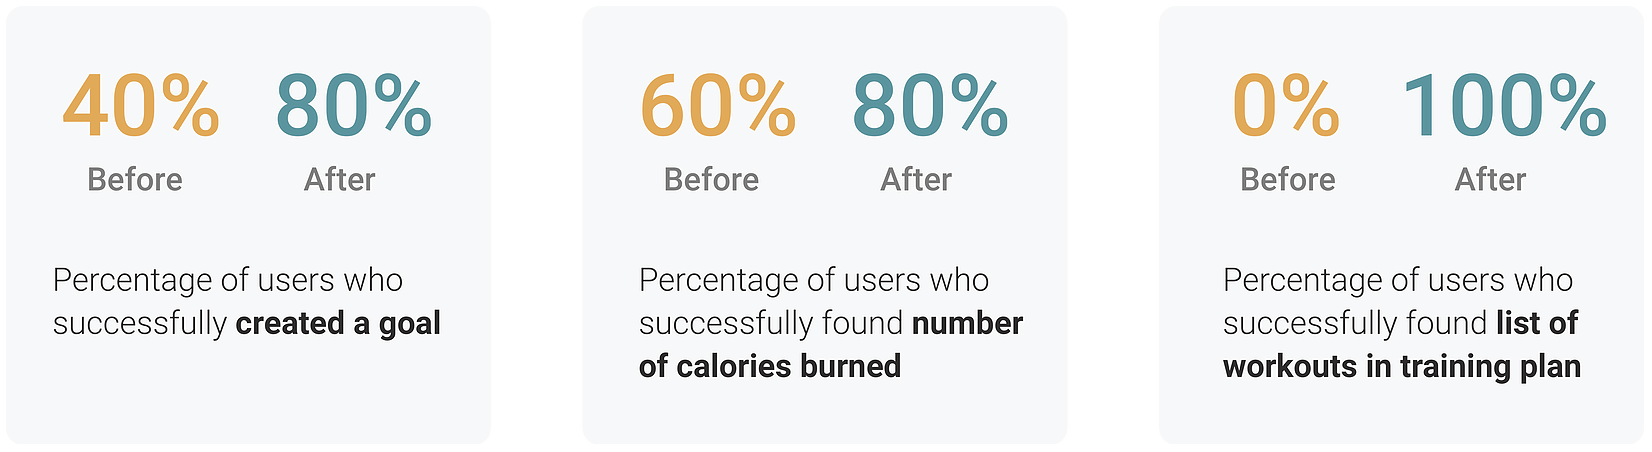 40% 80%
Before After
Percentage of users who
successfully created a goal
60% 80%
Before After
Percentage of users who
successfully found number
of calories burned
0% 100%
Before After
Percentage of users who
successfully found list of
workouts in training plan